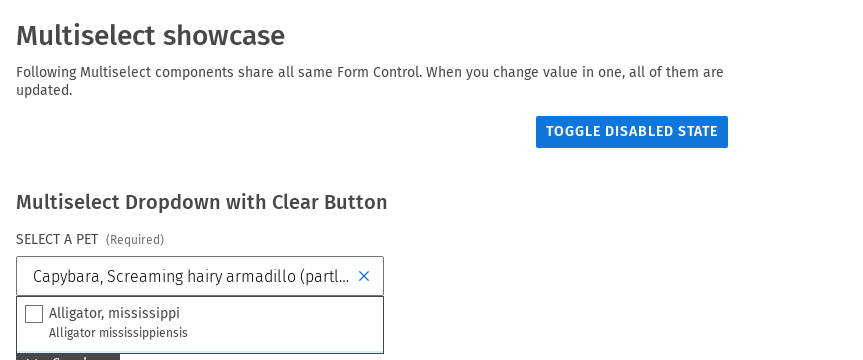 Multiselect showcase
Following Multiselect components share all same Form Control. When you change value in one, all of them are
updated.
TOGGLE DISABLED STATE
Multiselect Dropdown with Clear Button
SELECT A PET (Required)
Capybara, Screaming hairy armadillo (partl...
Alligator, mississippi
Alligator mississippiensis